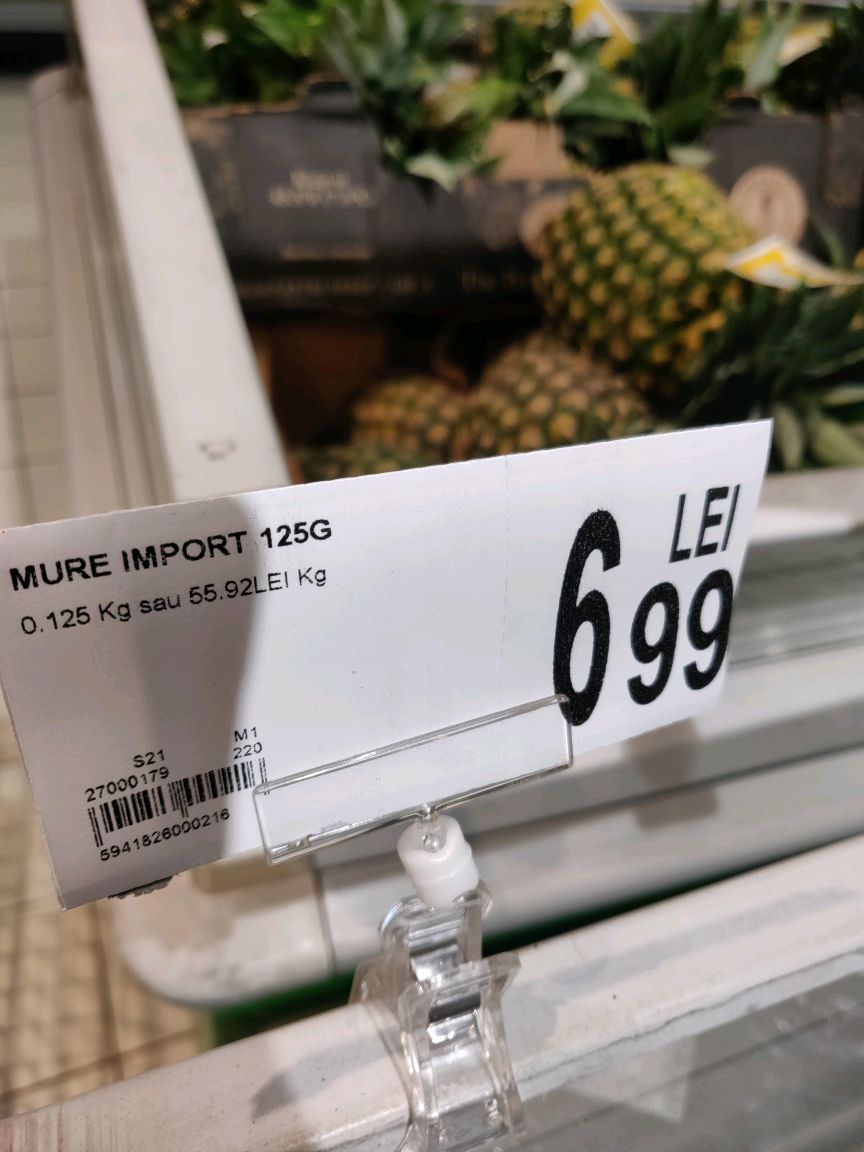 MURE IMPORT 125G
0.125 Kg sau 55.92LEI Kg
LEI
6 99
S21 M1
27000179 220
5941826000216